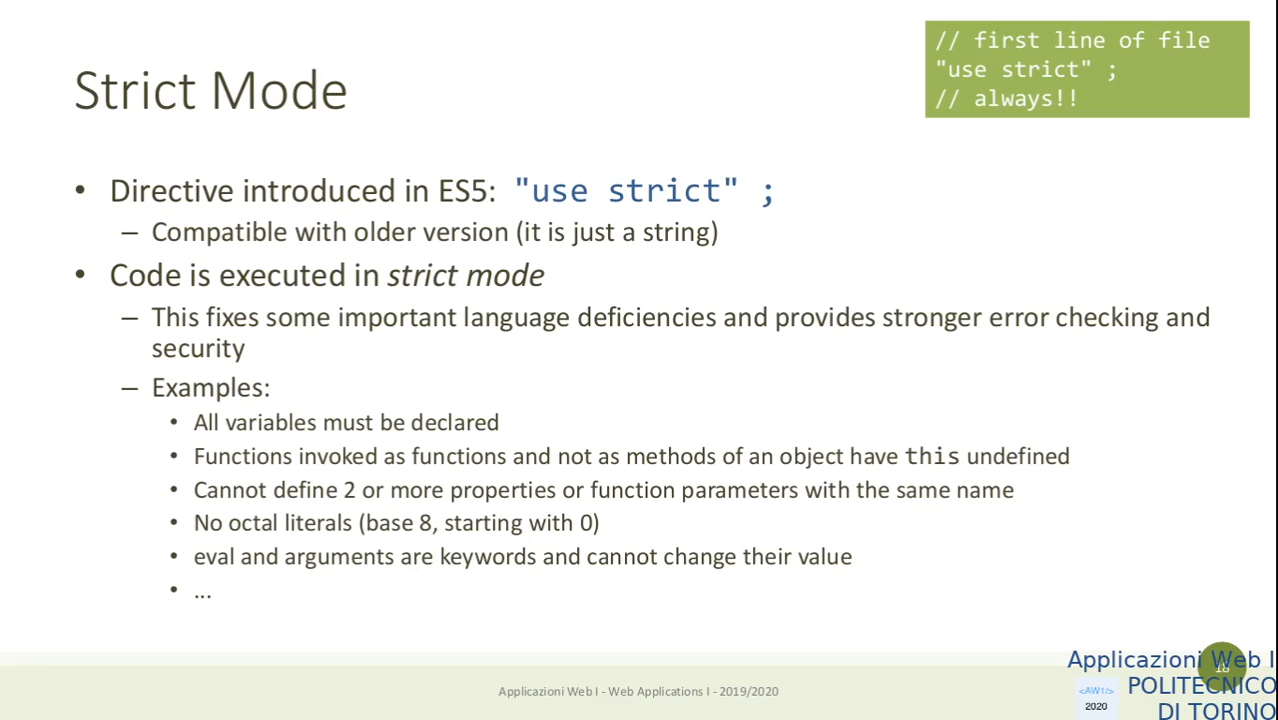 // first line of file
"use strict" ;
// always!!
Strict Mode
• Directive introduced in ES5: "use strict" ;
– Compatible with older version (it is just a string)
• Code is executed in strict mode
– This fixes some important language deficiencies and provides stronger error checking and
security
– Examples:
• All variables must be declared
• Functions invoked as functions and not as methods of an object have this undefined
• Cannot define 2 or more properties or function parameters with the same name
• No octal literals (base 8, starting with 0)
• eval and arguments are keywords and cannot change their value
• ...
Applicazioni Web I - Web Applications I - 2019/2020
Applicazioni Web I
POLITECNICO
DI TORINO
<AW1/>
2020